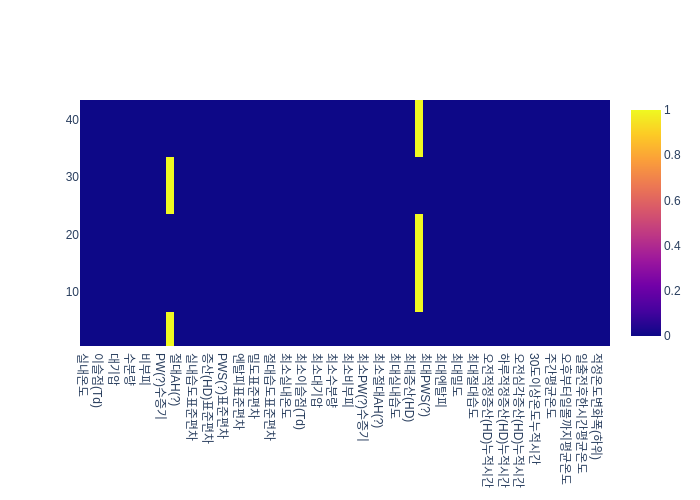 40
30
20
10
1
0.8
0.6
0.4
0.2
0
실내온도
이슬점(Td)
대기압
수분량
비부피
PW(?)수증기
절대AH(?)
실내습도표준편차
증산(HD)표준편차
PWS(?)표준편차
엔탈피표준편차
밀도표준편차
절대습도표준편차
최소실내온도
최소이슬점(Td)
최소대기압
최소수분량
최소비부피
최소PW(?)수증기
최소절대AH(?)
최대실내습도
최대증산(HD)
최대PWS(?)
최대엔탈피
최대밀도
최대절대습도
오전적정증산(HD)누적시간
하루적정증산(HD)누적시간
오전심각증산(HD)누적시간
30도이상온도누적시간
주간평균온도
오후부터일몰까지평균온도
일출전후한시간평균온도
적정온도변화폭(하위)